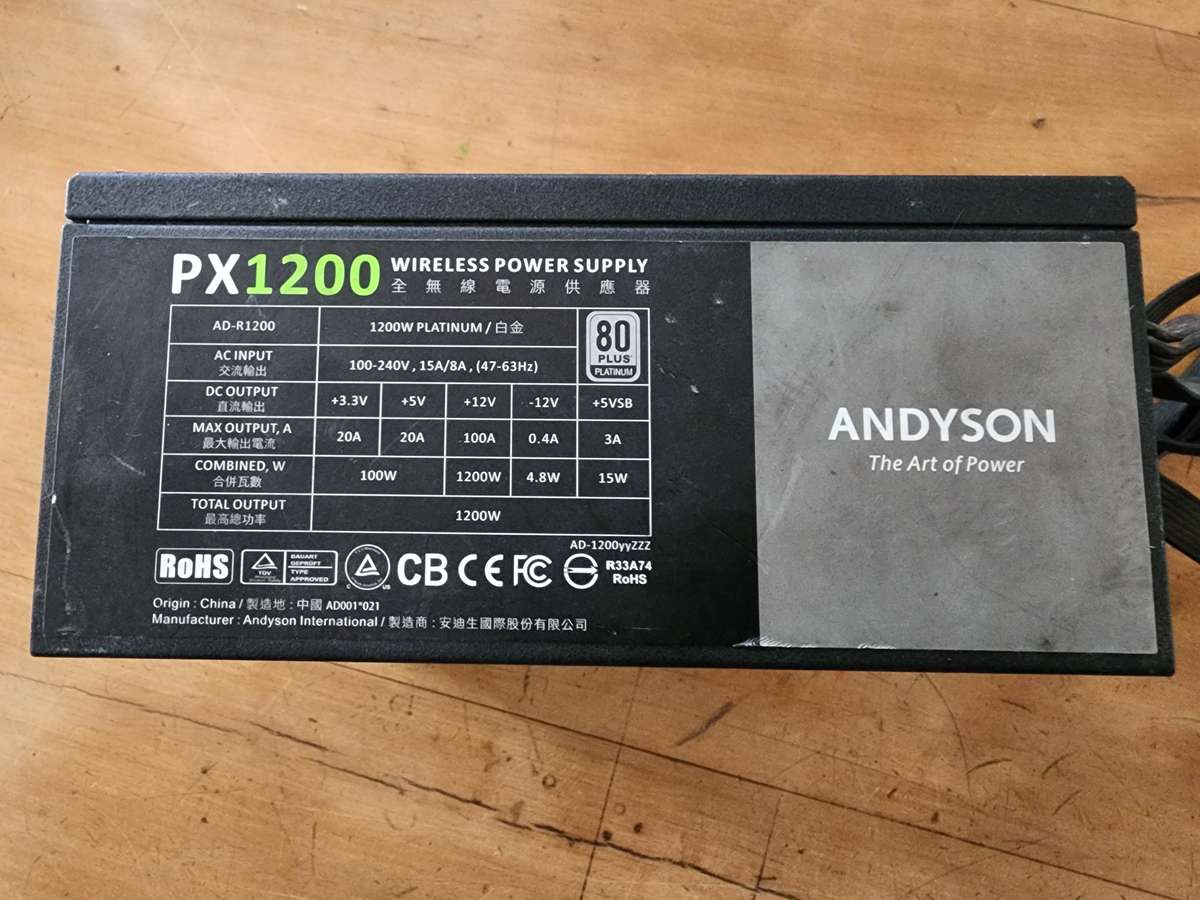 PX1200 WIRELESS POWER SUPPLY
全無線電源供應器
AD-R1200 1200W PLATINUM / 白金
80
PLUS
PLATINUM
AC INPUT
交流輸出
100-240V , 15A/8A , (47-63Hz)
DC OUTPUT
直流輸出
+3.3V +5V +12V -12V +5VSB
MAX OUTPUT, A
最大輸出電流
20A 20A 100A 0.4A 3A
COMBINED, W
合併瓦數
100W 1200W 4.8W 15W
TOTAL OUTPUT
最高總功率
1200W
AD-1200yyZZZ
RoHS
TÜV
BAUART
GEPRÜFT
TYPE
APPROVED
C US
CB CE FC
R33A74
RoHS
Origin : China / 製造地 : 中國 AD001*021
Manufacturer : Andyson International / 製造商 : 安迪生國際股份有限公司
ANDYSON
The Art of Power